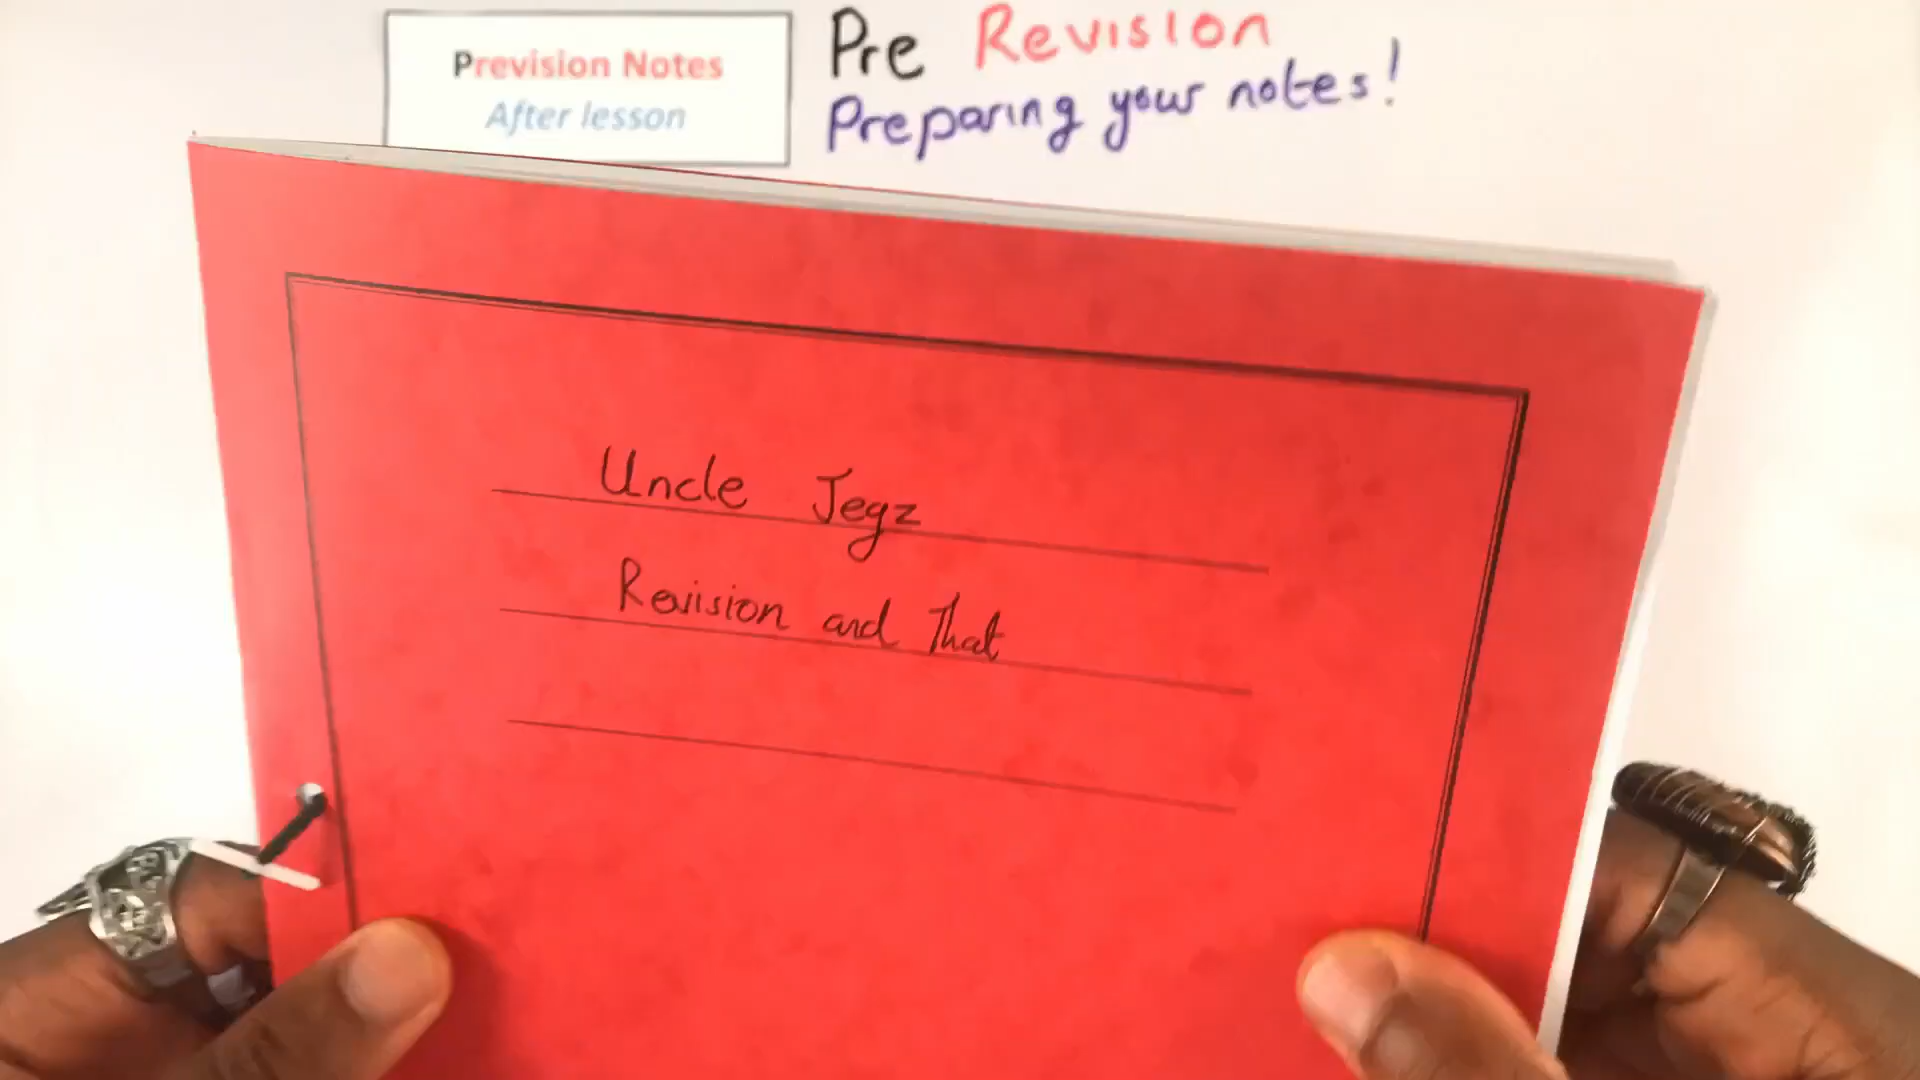 Prevision Notes
After lesson
Pre Revision
Preparing your notes!
Uncle Jegz
Revision and That